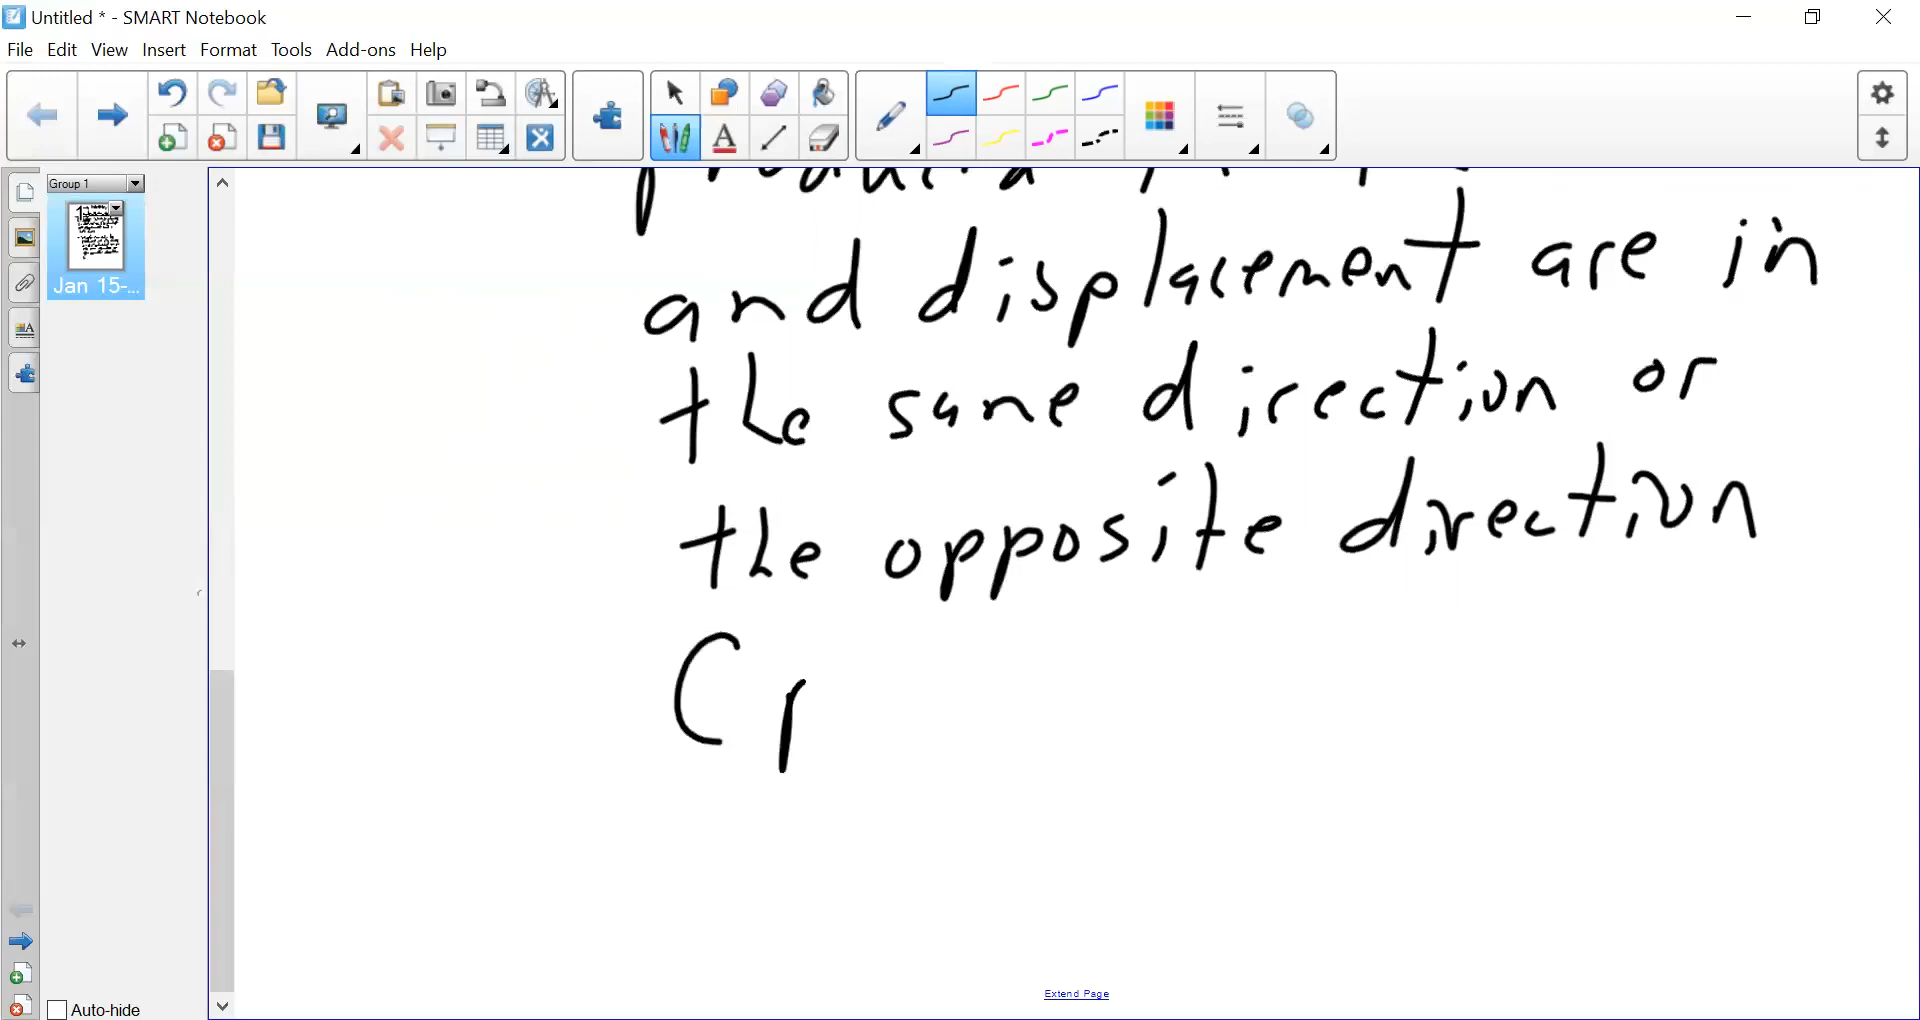 Untitled * - SMART Notebook
File Edit View Insert Format Tools Add-ons Help
Group 1
Jan 15-...
and displacement are in
the same direction or
the opposite direction
(
Extend Page
Auto-hide